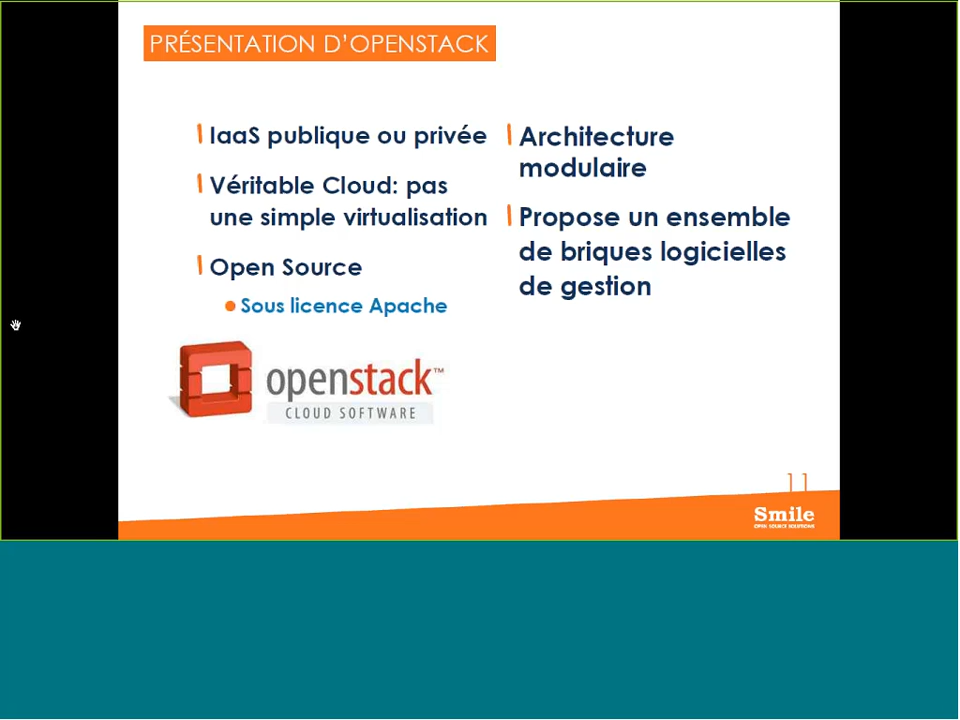 PRÉSENTATION D'OPENSTACK
IaaS publique ou privée
Véritable Cloud: pas
une simple virtualisation
Open Source
Sous licence Apache
openstack™
CLOUD SOFTWARE
Architecture
modulaire
Propose un ensemble
de briques logicielles
de gestion
11
Smile
OPEN SOURCE SOLUTIONS